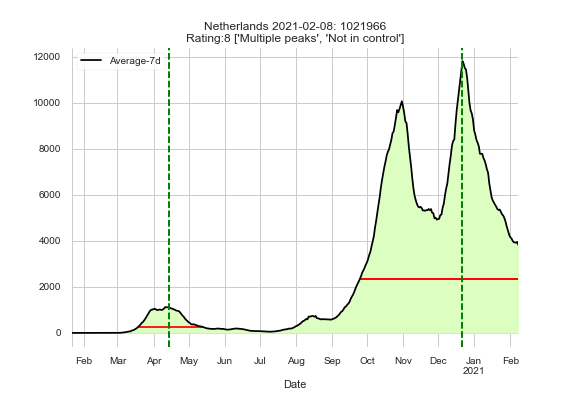 Netherlands 2021-02-08: 1021966
Rating:8 ['Multiple peaks', 'Not in control']
Average-7d
12000
10000
8000
6000
4000
2000
0
Feb Mar Apr May Jun Jul Aug Sep Oct Nov Dec Jan Feb
2021
Date